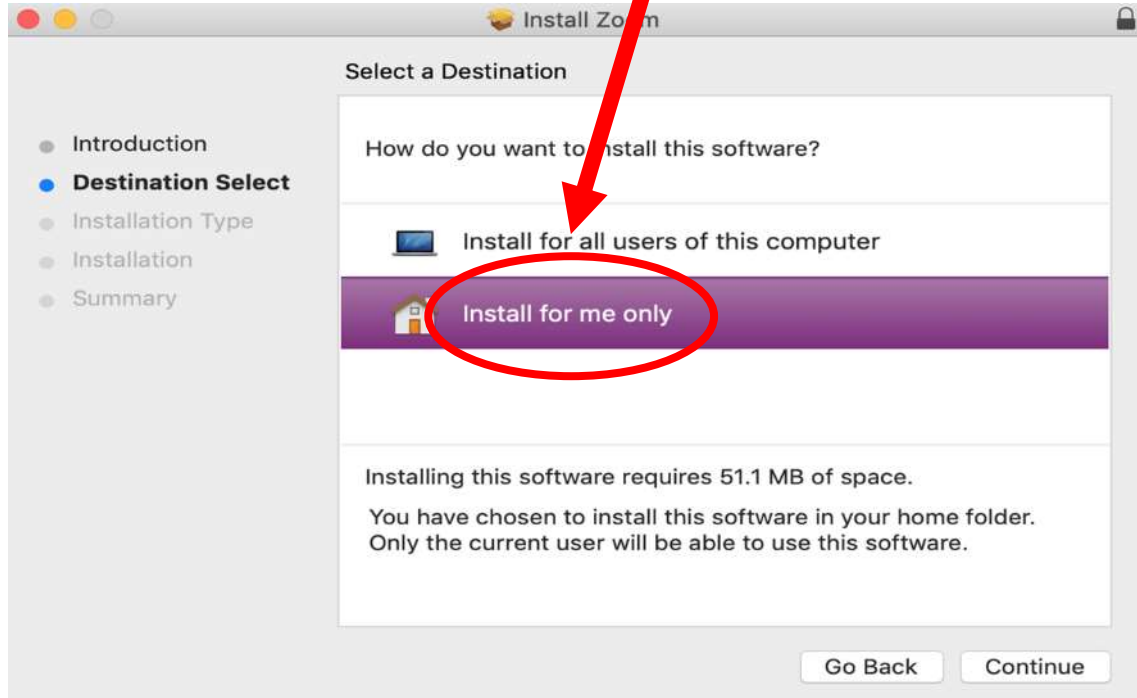 Install Zoom
Select a Destination
Introduction
Destination Select
Installation Type
Installation
Summary
How do you want to install this software?
Install for all users of this computer
Install for me only
Installing this software requires 51.1 MB of space.
You have chosen to install this software in your home folder.
Only the current user will be able to use this software.
Go Back
Continue